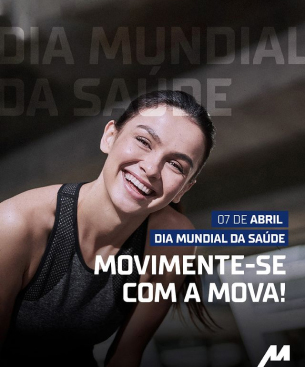 DIA MUNDIAL
DA SAÚDE
07 DE ABRIL
DIA MUNDIAL DA SAÚDE
MOVIMENTE-SE
COM A MOVA!